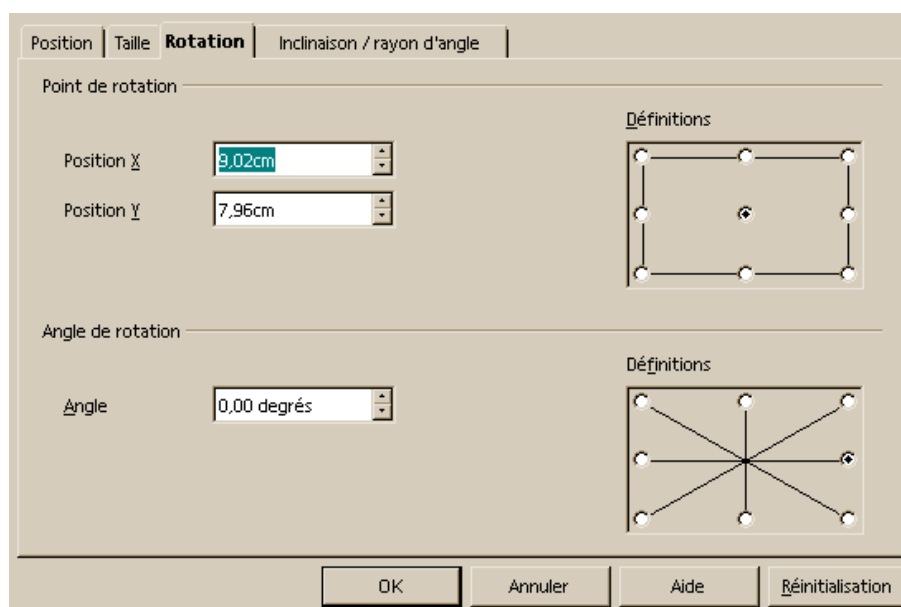 Position Taille Rotation Inclinaison / rayon d'angle
Point de rotation
Définitions
Position X 9,02cm
Position Y 7,96cm
Angle de rotation
Définitions
Angle 0,00 degrés
OK Annuler Aide Réinitialisation